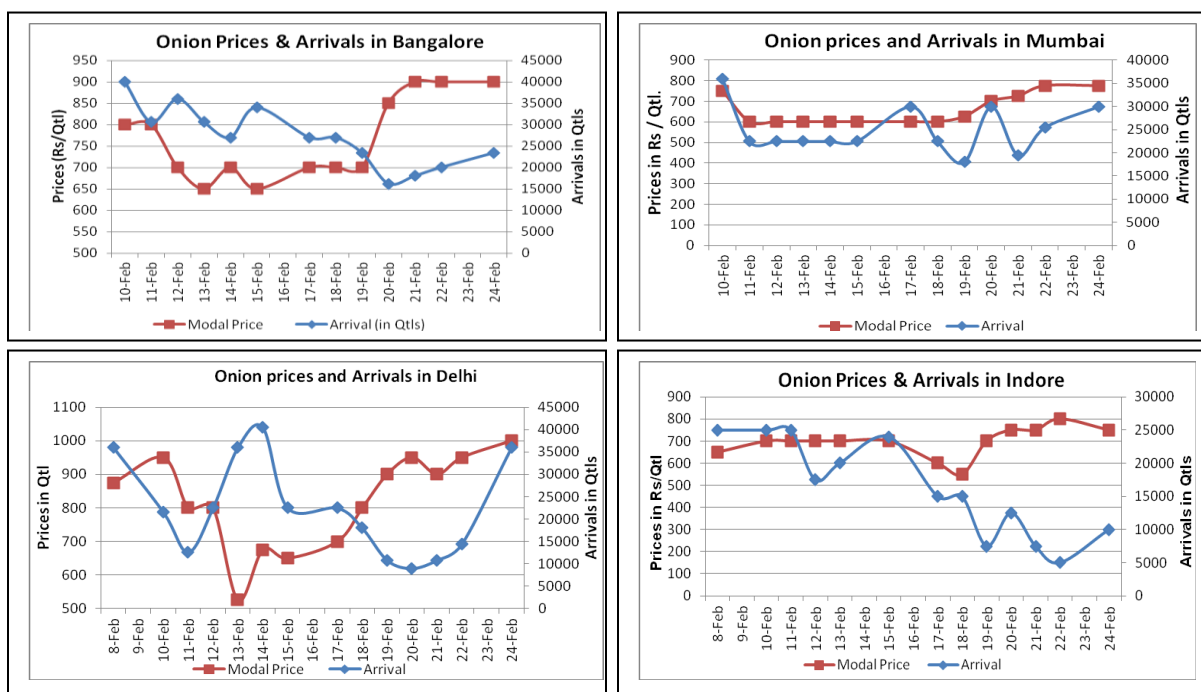 Onion Prices & Arrivals in Bangalore
Prices (Rs/Qtl)
950
900
850
800
750
700
650
600
550
500
45000
40000
35000
30000
25000
20000
15000
10000
5000
0
Arrivals in Qtls
10-Feb
11-Feb
12-Feb
13-Feb
14-Feb
15-Feb
16-Feb
17-Feb
18-Feb
19-Feb
20-Feb
21-Feb
22-Feb
23-Feb
24-Feb
Modal Price
Arrival (in Qtls)
Onion prices and Arrivals in Mumbai
Prices in Rs / Qtl.
900
800
700
600
500
400
300
200
100
0
40000
35000
30000
25000
20000
15000
10000
5000
0
Arrivals in Qtls
10-Feb
11-Feb
12-Feb
13-Feb
14-Feb
15-Feb
16-Feb
17-Feb
18-Feb
19-Feb
20-Feb
21-Feb
22-Feb
23-Feb
24-Feb
Modal Price
Arrival
Onion prices and Arrivals in Delhi
Prices in Qtl
1100
1000
900
800
700
600
500
45000
40000
35000
30000
25000
20000
15000
10000
5000
0
Arrivals in Qtls
8-Feb
9-Feb
10-Feb
11-Feb
12-Feb
13-Feb
14-Feb
15-Feb
16-Feb
17-Feb
18-Feb
19-Feb
20-Feb
21-Feb
22-Feb
23-Feb
24-Feb
Modal Price
Arrival
Onion Prices & Arrivals in Indore
Prices in Rs/Qtl
900
800
700
600
500
400
300
200
100
0
30000
25000
20000
15000
10000
5000
0
Arrivals in Qtls
8-Feb
9-Feb
10-Feb
11-Feb
12-Feb
13-Feb
14-Feb
15-Feb
16-Feb
17-Feb
18-Feb
19-Feb
20-Feb
21-Feb
22-Feb
23-Feb
24-Feb
Modal Price
Arrival